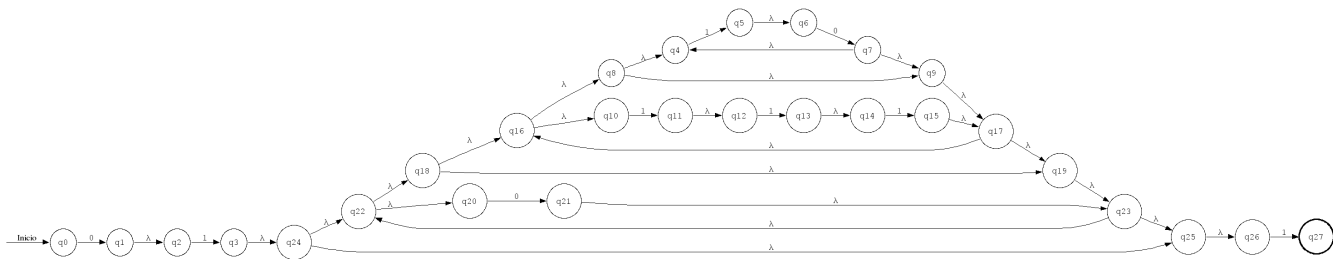 q5 λ q6
1 0
q4 λ q7
λ λ
q8 λ q9
λ λ
q16 λ q10 1 q11 λ q12 1 q13 λ q14 1 q15 λ q17
λ λ λ
q18 λ q19
λ λ
q22 λ q20 0 q21 λ q23
λ λ λ
Inicio q0 0 q1 λ q2 1 q3 λ q24 λ q25 λ q26 1 q27